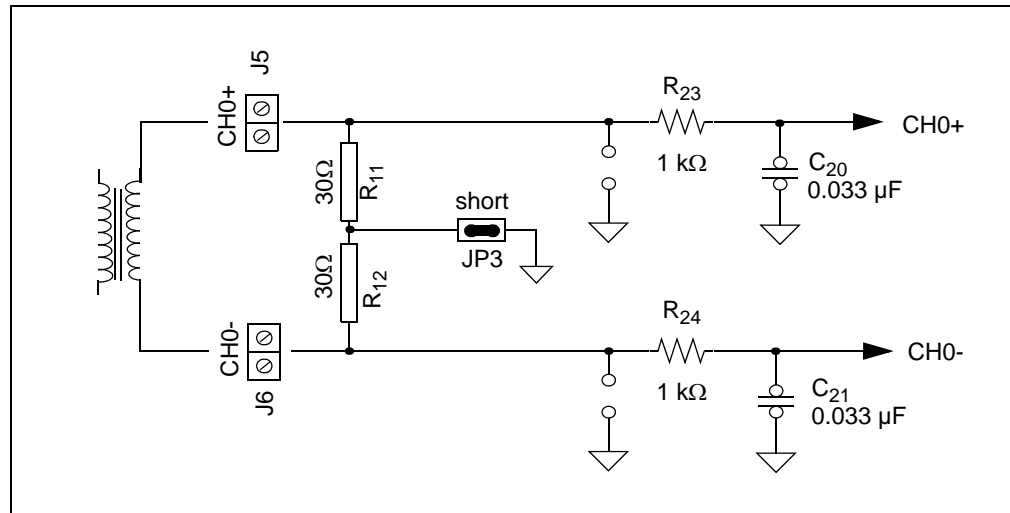 J5
CH0+
R23
CH0+
1 kΩ
C20
0.033 µF
30Ω
R11
short
JP3
30Ω
R12
R24
CH0-
CH0-
1 kΩ
C21
0.033 µF
J6